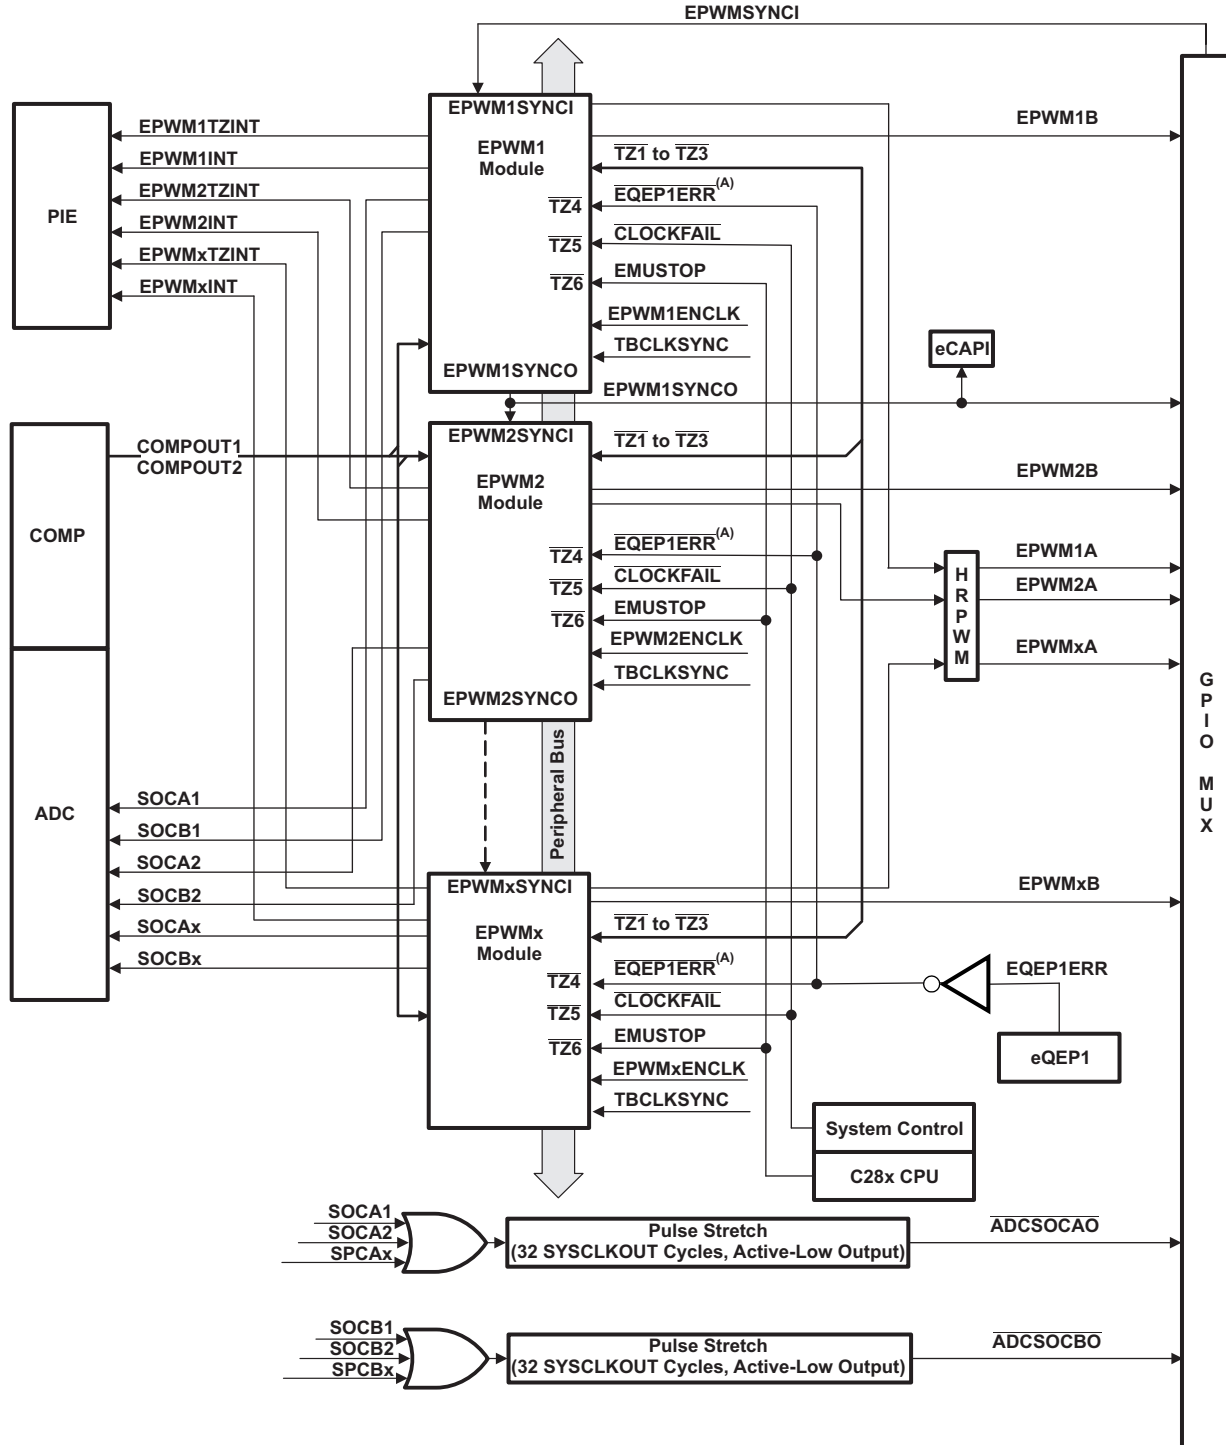 EPWMSYNCI
EPWM1SYNCI
EPWM1B
EPWM1TZINT
EPWM1
Module
TZ1 to TZ3
EPWM1INT
EPWM2TZINT
TZ4
EQEP1ERR(A)
PIE
EPWM2INT
TZ5
CLOCKFAIL
EPWMxTZINT
TZ6
EMUSTOP
EPWMxINT
EPWM1ENCLK
TBCLKSYNC
eCAPI
EPWM1SYNCO
EPWM1SYNCO
COMPOUT1
COMPOUT2
EPWM2SYNCI
TZ1 to TZ3
EPWM2B
EPWM2
Module
COMP
TZ4
EQEP1ERR(A)
TZ5
CLOCKFAIL
TZ6
EMUSTOP
EPWM2ENCLK
TBCLKSYNC
EPWM2SYNCO
HRPWM
EPWM1A
EPWM2A
EPWMxA
GPIO MUX
Peripheral Bus
ADC
SOCA1
SOCB1
SOCA2
SOCB2
SOCAx
SOCBx
EPWMxSYNCI
EPWMxB
EPWMx
Module
TZ1 to TZ3
TZ4
EQEP1ERR(A)
EQEP1ERR
TZ5
CLOCKFAIL
TZ6
EMUSTOP
eQEP1
EPWMxENCLK
TBCLKSYNC
System Control
C28x CPU
SOCA1
SOCA2
SPCAx
Pulse Stretch
(32 SYSCLKOUT Cycles, Active-Low Output)
ADCSOCAO
SOCB1
SOCB2
SPCBx
Pulse Stretch
(32 SYSCLKOUT Cycles, Active-Low Output)
ADCSOCBO